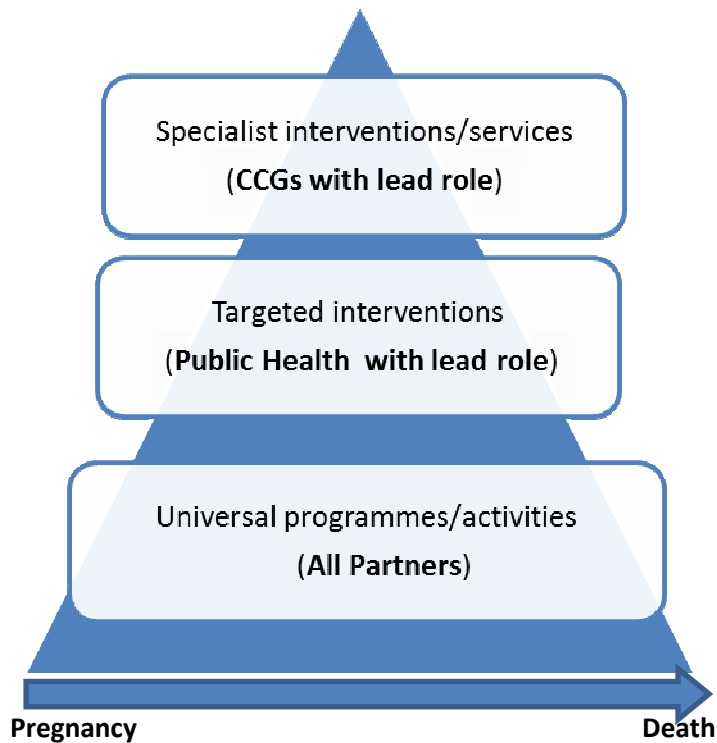 Specialist interventions/services
(CCGs with lead role)
Targeted interventions
(Public Health with lead role)
Universal programmes/activities
(All Partners)
Pregnancy
Death